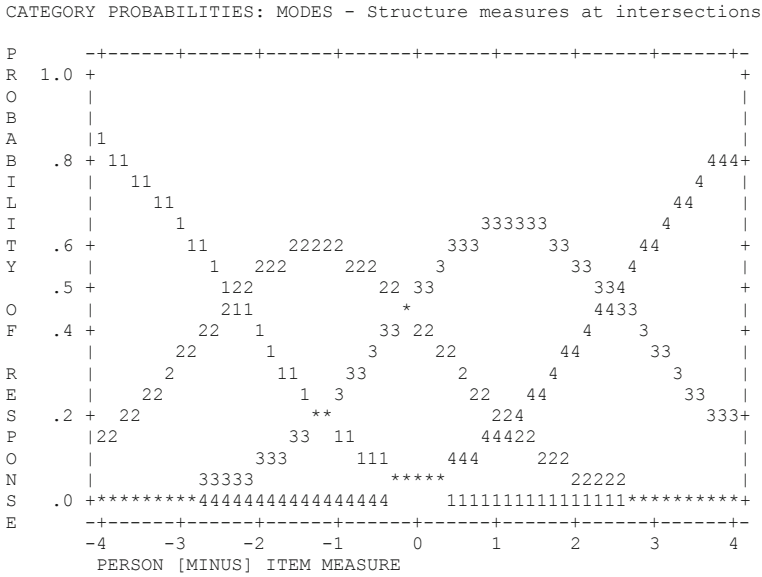 CATEGORY PROBABILITIES: MODES - Structure measures at intersections
P      -+------+------+------+------+------+------+------+------+-
R  1.0 +                                                         +
O      |                                                         |
B      |                                                         |
A      |1                                                        |
B   .8 + 11                                                   444+
I      |   11                                                4   |
L      |     11                                            44    |
I      |       1                          333333          4      |
T   .6 +        11       22222         333      33      44       +
Y      |          1   222     222     3           33   4         |
    .5 +           122           22 33              334          +
O      |           211             *                4433         |
F   .4 +         22   1          33 22             4    3        +
       |       22      1        3     22         44      33      |
R      |      2         11    33        2       4          3     |
E      |    22            1  3           22   44            33   |
S   .2 +  22               **              224                333+
P      |22               33  11           44422                  |
O      |              333      111     444     222               |
N      |         33333            *****           22222          |
S   .0 +*********44444444444444444     1111111111111111**********+
E      -+------+------+------+------+------+------+------+------+-
       -4     -3     -2     -1      0      1      2      3      4
        PERSON [MINUS] ITEM MEASURE